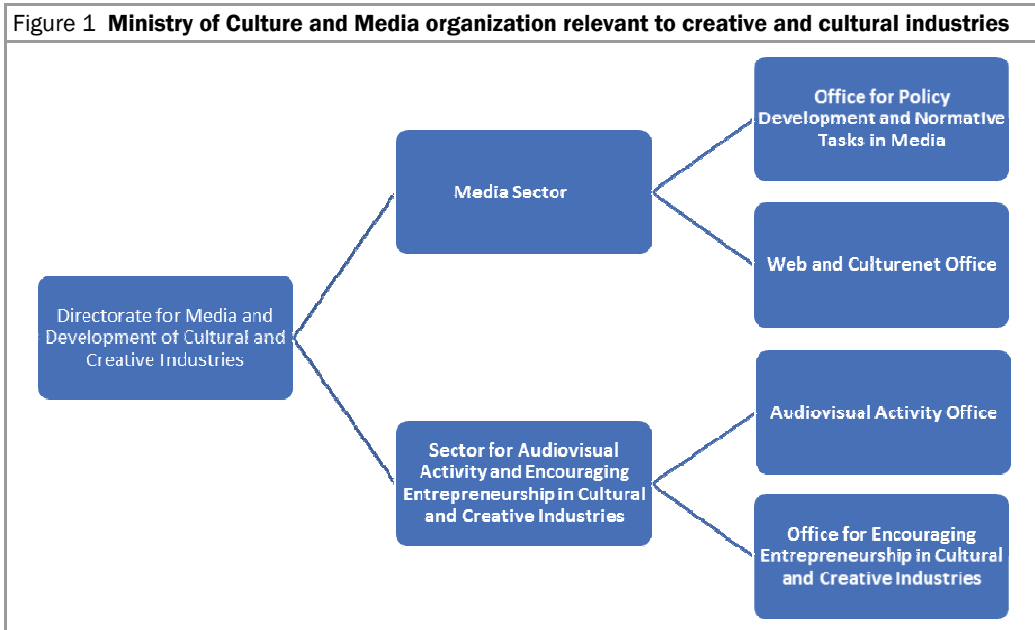 Figure 1 Ministry of Culture and Media organization relevant to creative and cultural industries
Directorate for Media and
Development of Cultural and
Creative Industries
Media Sector
Office for Policy
Development and Normative
Tasks in Media
Web and Culturenet Office
Sector for Audiovisual
Activity and Encouraging
Entrepreneurship in Cultural
and Creative Industries
Audiovisual Activity Office
Office for Encouraging
Entrepreneurship in Cultural
and Creative Industries